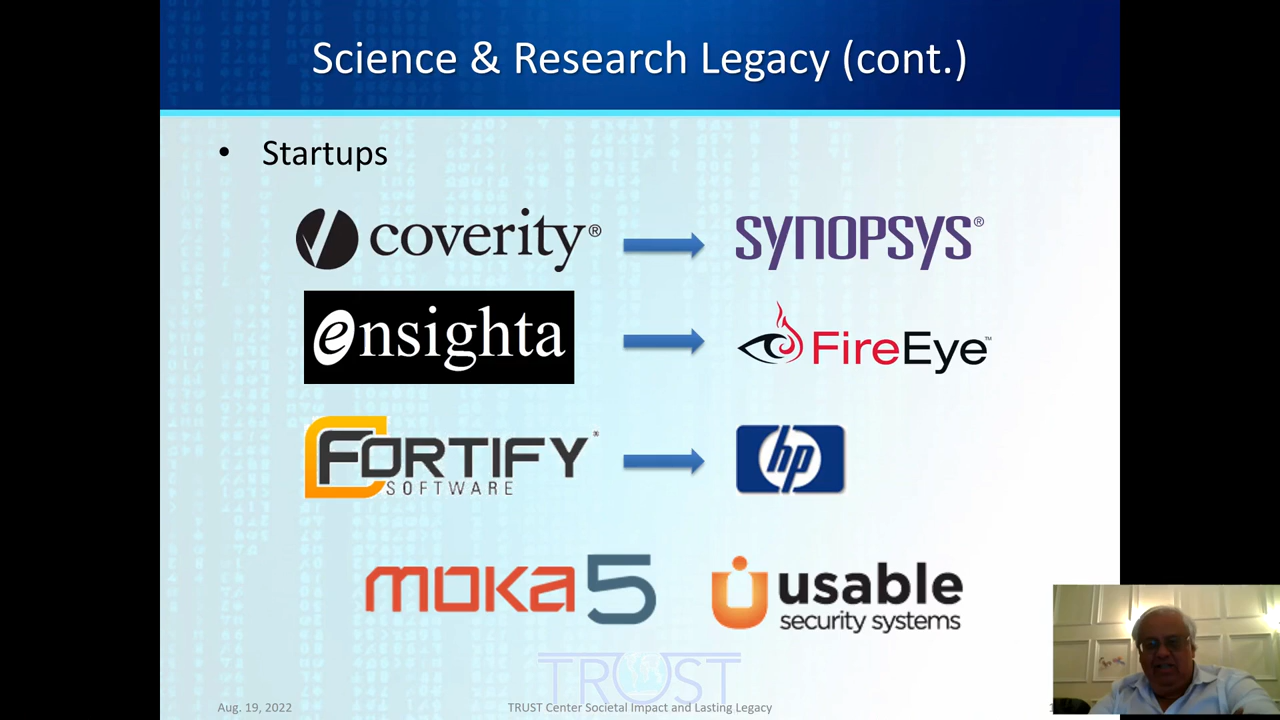 Science & Research Legacy (cont.)
• Startups
coverity® SYNOPSYS®
ensighta FireEye™
FORTIFY® hp
SOFTWARE
moka5 usable
security systems
TRUST
Aug. 19, 2022 TRUST Center Societal Impact and Lasting Legacy